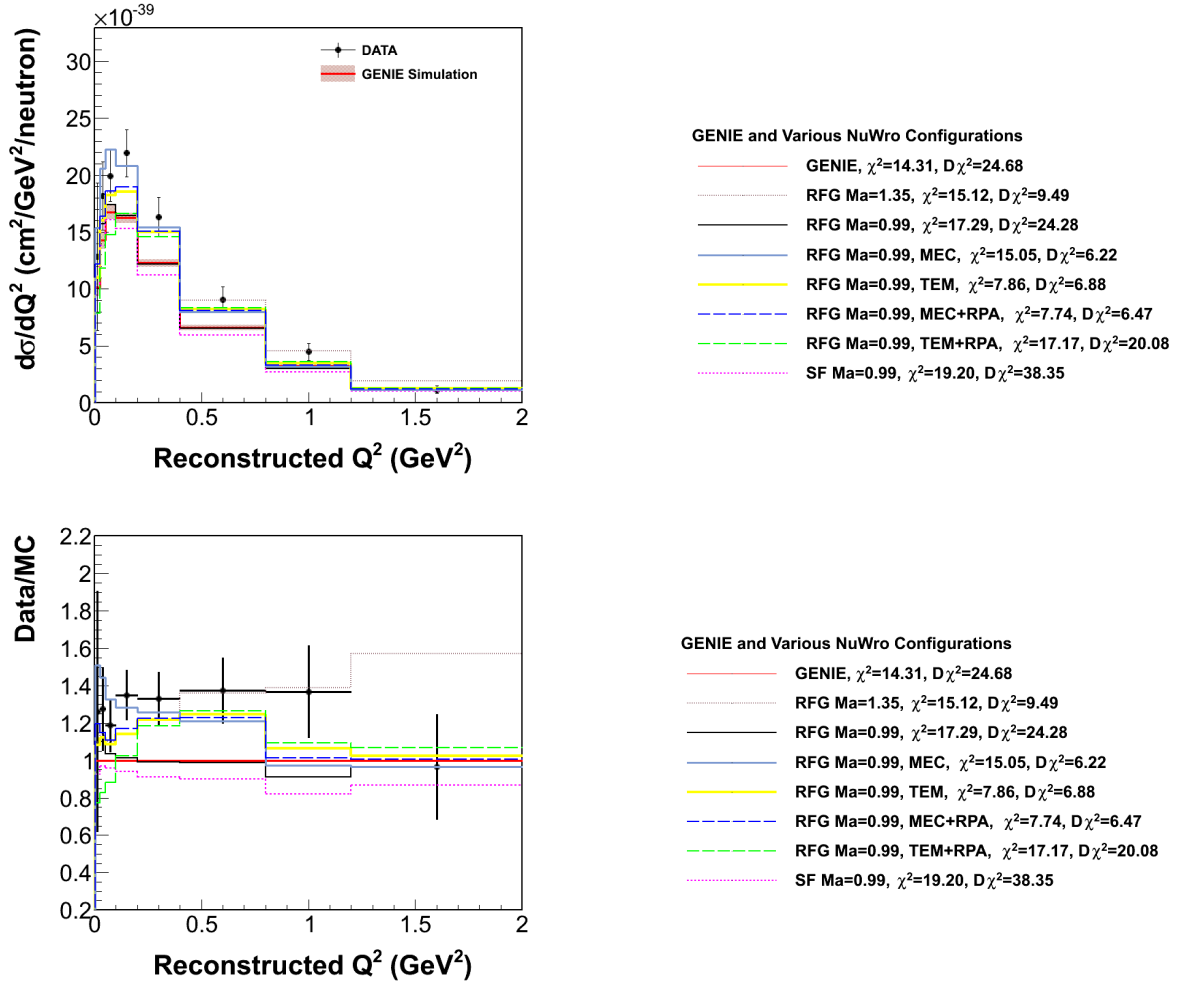 ×10⁻³⁹
dσ/dQ² (cm²/GeV²/neutron)
30
25
20
15
10
5
0
DATA
GENIE Simulation
0 0.5 1 1.5 2
Reconstructed Q² (GeV²)
GENIE and Various NuWro Configurations
GENIE, χ²=14.31, Dχ²=24.68
RFG Ma=1.35, χ²=15.12, Dχ²=9.49
RFG Ma=0.99, χ²=17.29, Dχ²=24.28
RFG Ma=0.99, MEC, χ²=15.05, Dχ²=6.22
RFG Ma=0.99, TEM, χ²=7.86, Dχ²=6.88
RFG Ma=0.99, MEC+RPA, χ²=7.74, Dχ²=6.47
RFG Ma=0.99, TEM+RPA, χ²=17.17, Dχ²=20.08
SF Ma=0.99, χ²=19.20, Dχ²=38.35
Data/MC
2.2
2
1.8
1.6
1.4
1.2
1
0.8
0.6
0.4
0.2
0 0.5 1 1.5 2
Reconstructed Q² (GeV²)
GENIE and Various NuWro Configurations
GENIE, χ²=14.31, Dχ²=24.68
RFG Ma=1.35, χ²=15.12, Dχ²=9.49
RFG Ma=0.99, χ²=17.29, Dχ²=24.28
RFG Ma=0.99, MEC, χ²=15.05, Dχ²=6.22
RFG Ma=0.99, TEM, χ²=7.86, Dχ²=6.88
RFG Ma=0.99, MEC+RPA, χ²=7.74, Dχ²=6.47
RFG Ma=0.99, TEM+RPA, χ²=17.17, Dχ²=20.08
SF Ma=0.99, χ²=19.20, Dχ²=38.35